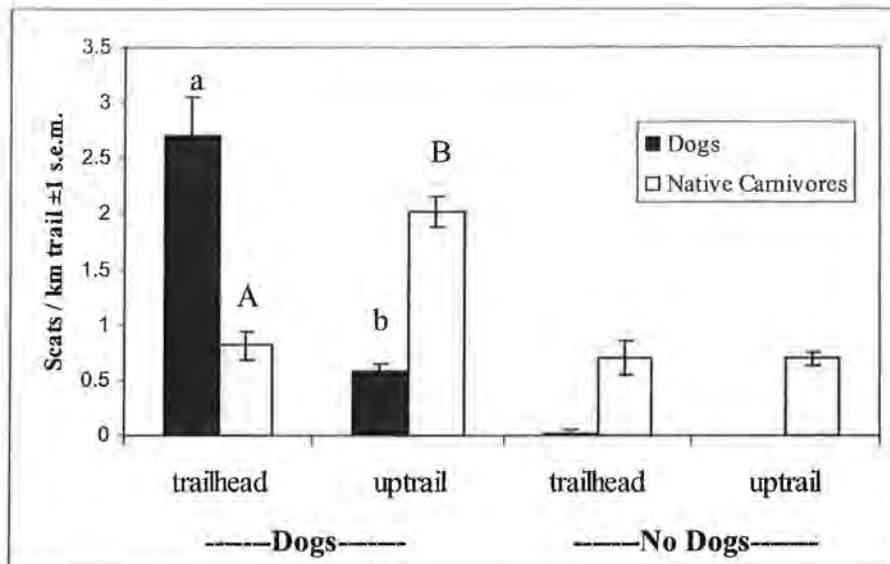 Scats / km trail ±1 s.e.m.
3.5
3
2.5
2
1.5
1
0.5
0
a
A
b
B
Dogs
Native Carnivores
trailhead uptrail trailhead uptrail
-------Dogs------- -------No Dogs-------